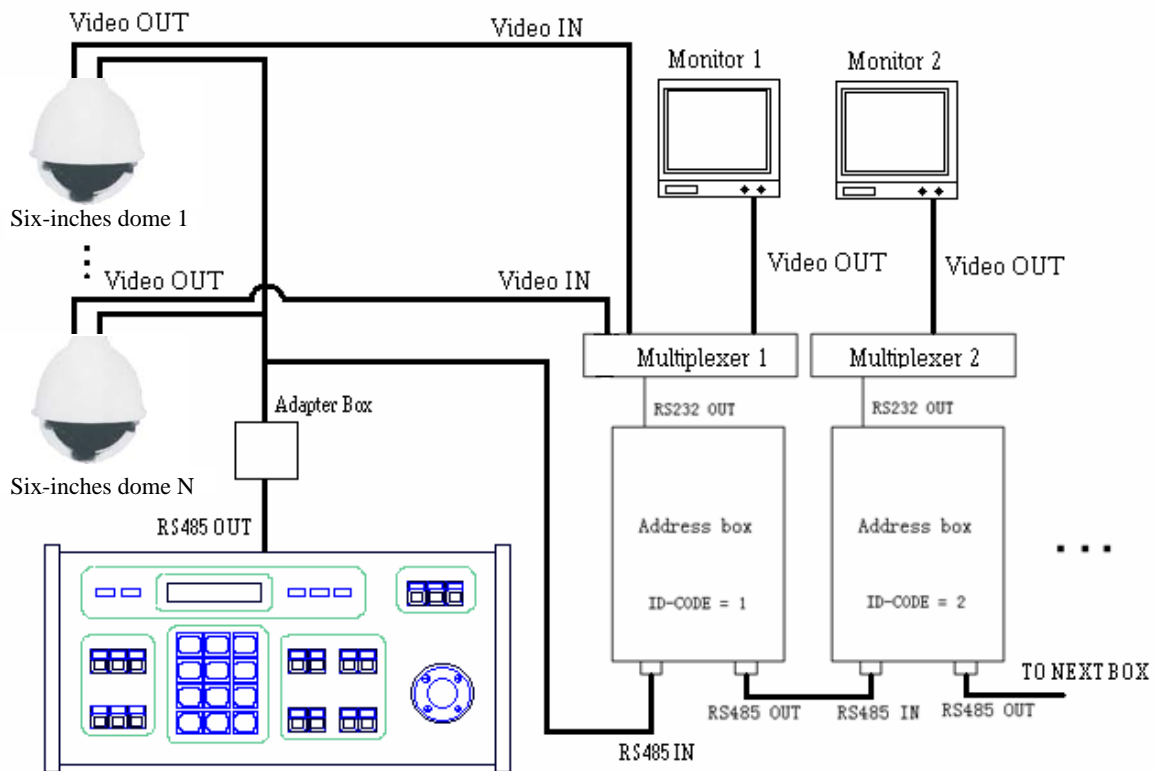 Video OUT
Video IN
Monitor 1
Monitor 2
Six-inches dome 1
Video OUT
Video IN
Video OUT
Video OUT
Multiplexer 1
Multiplexer 2
Adapter Box
RS232 OUT
RS232 OUT
Six-inches dome N
RS485 OUT
Address box
Address box
ID-CODE = 1
ID-CODE = 2
TO NEXT BOX
RS485 OUT
RS485 IN
RS485 OUT
RS485 IN